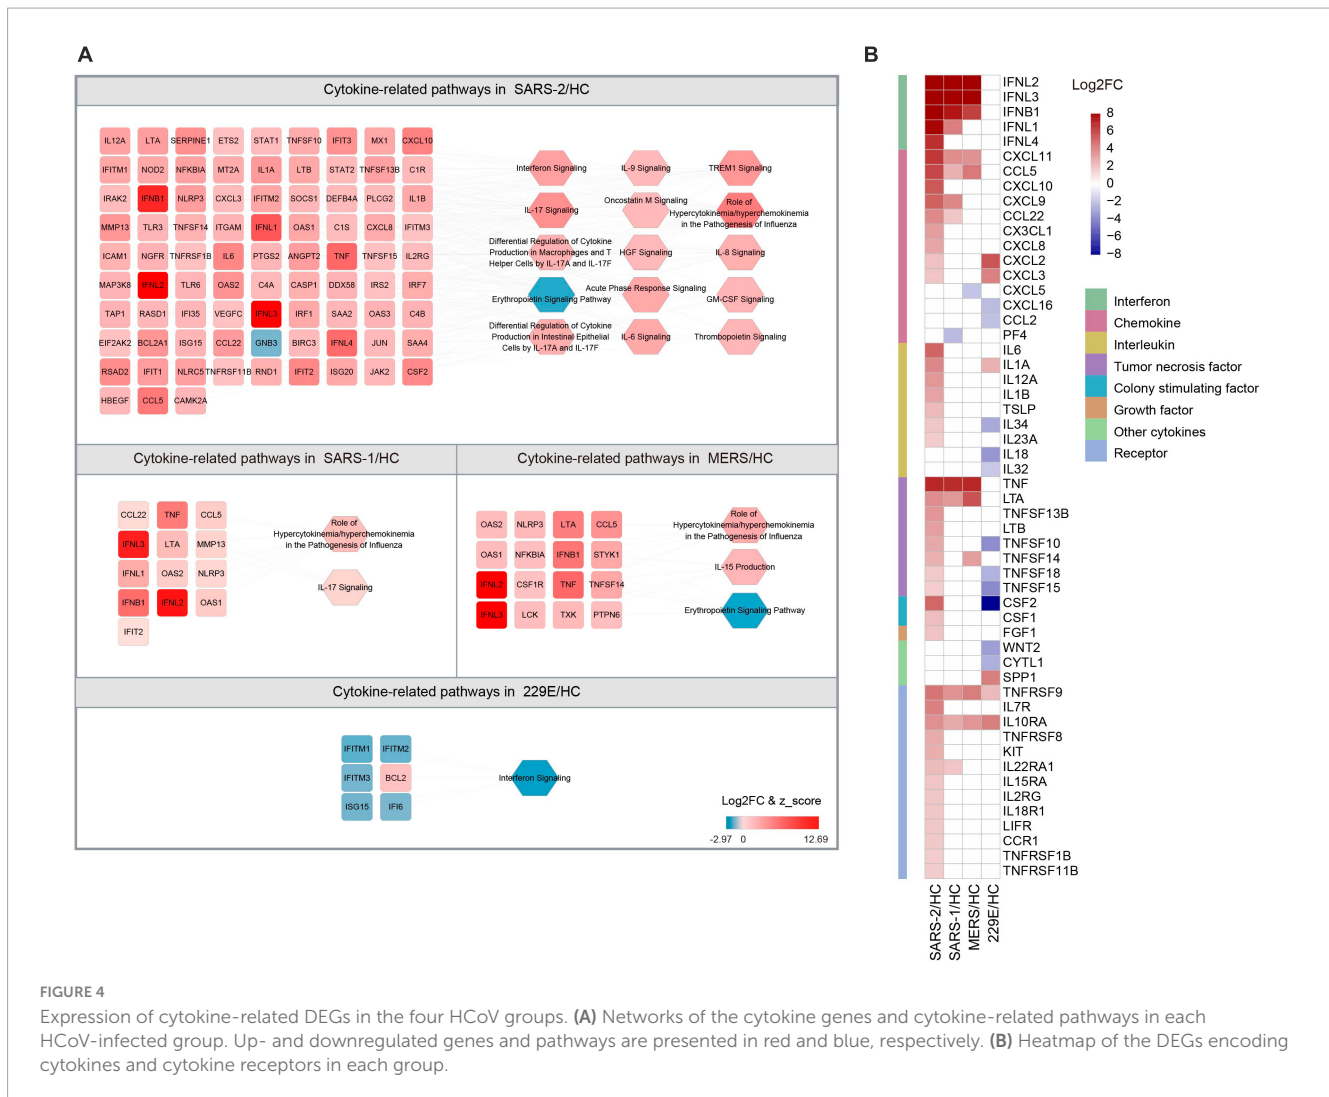 A
Cytokine-related pathways in SARS-2/HC
IL12A LTA SERPINE1 ETS2 STAT1 TNFSF10 IFIT3 MX1 CXCL10
IFITM1 NOD2 NFKBIA MT2A IL1A LTB STAT2 TNFSF13B C1R
IRAK2 IFNB1 NLRP3 CXCL3 IFITM2 SOCS1 DEFB4A PLCG2 IL1B
MMP13 TLR3 TNFSF14 ITGAM IFNL1 OAS1 C1S CXCL8 IFITM3
ICAM1 NGFR TNFRSF1B IL6 PTGS2 ANGPT2 TNF TNFSF15 IL2RG
MAP3K8 IFNL2 TLR6 OAS2 C4A CASP1 DDX58 IRS2 IRF7
TAP1 RASD1 IFI35 VEGFC IFNL3 IRF1 SAA2 OAS3 C4B
EIF2AK2 BCL2A1 ISG15 CCL22 GNB3 BIRC3 IFNL4 JUN SAA4
RSAD2 IFIT1 NLRC5 TNFRSF11B RND1 IFIT2 ISG20 JAK2 CSF2
HBEGF CCL5 CAMK2A
Interferon Signaling
IL-9 Signaling
TREM1 Signaling
IL-17 Signaling
Oncostatin M Signaling
Role of
Hypercytokinemia/hyperchemokinemia
in the Pathogenesis of Influenza
Differential Regulation of Cytokine
Production in Macrophages and T
Helper Cells by IL-17A and IL-17F
HGF Signaling
IL-8 Signaling
Erythropoietin Signaling Pathway
Acute Phase Response Signaling
GM-CSF Signaling
Differential Regulation of Cytokine
Production in Intestinal Epithelial
Cells by IL-17A and IL-17F
IL-6 Signaling
Thrombopoietin Signaling
Cytokine-related pathways in SARS-1/HC
CCL22 TNF CCL5
IFNL3 LTA MMP13
IFNL1 OAS2 NLRP3
IFNB1 IFNL2 OAS1
IFIT2
Role of
Hypercytokinemia/hyperchemokinemia
in the Pathogenesis of Influenza
IL-17 Signaling
Cytokine-related pathways in MERS/HC
OAS2 NLRP3 LTA CCL5
OAS1 NFKBIA IFNB1 STYK1
IFNL2 CSF1R TNF TNFSF14
IFNL3 LCK TXK PTPN6
Role of
Hypercytokinemia/hyperchemokinemia
in the Pathogenesis of Influenza
IL-15 Production
Erythropoietin Signaling Pathway
Cytokine-related pathways in 229E/HC
IFITM1 IFITM2
IFITM3 BCL2
ISG15 IFI6
Interferon Signaling
Log2FC & z_score
-2.97 0 12.69
B
IFNL2
IFNL3
IFNB1
IFNL1
IFNL4
CXCL11
CCL5
CXCL10
CXCL9
CCL22
CX3CL1
CXCL8
CXCL2
CXCL3
CXCL5
CXCL16
CCL2
PF4
IL6
IL1A
IL12A
IL1B
TSLP
IL34
IL23A
IL18
IL32
TNF
LTA
TNFSF13B
LTB
TNFSF10
TNFSF14
TNFSF18
TNFSF15
CSF2
CSF1
FGF1
WNT2
CYTL1
SPP1
TNFRSF9
IL7R
IL10RA
TNFRSF8
KIT
IL22RA1
IL15RA
IL2RG
IL18R1
LIFR
CCR1
TNFRSF1B
TNFRSF11B
SARS-2/HC
SARS-1/HC
MERS/HC
229E/HC
Log2FC
8
6
4
2
0
−2
−4
−6
−8
Interferon
Chemokine
Interleukin
Tumor necrosis factor
Colony stimulating factor
Growth factor
Other cytokines
Receptor
FIGURE 4
Expression of cytokine-related DEGs in the four HCoV groups. (A) Networks of the cytokine genes and cytokine-related pathways in each
HCoV-infected group. Up- and downregulated genes and pathways are presented in red and blue, respectively. (B) Heatmap of the DEGs encoding
cytokines and cytokine receptors in each group.